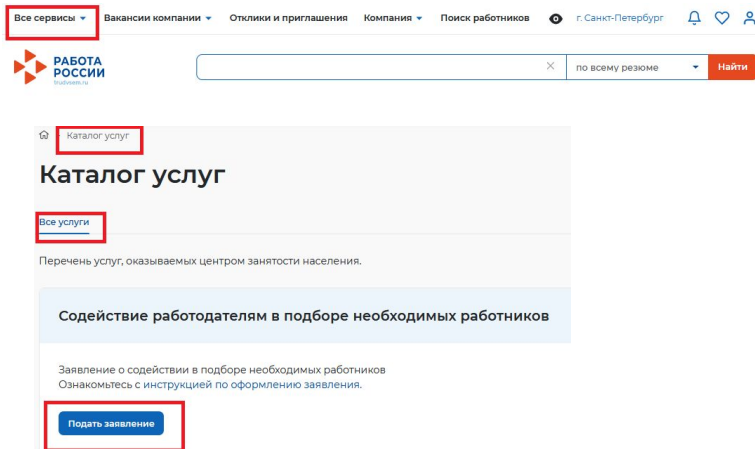 Все сервисы Вакансии компании Отклики и приглашения Компания Поиск работников г. Санкт-Петербург
РАБОТА
РОССИИ
trudvsem.ru
по всему резюме Найти
Каталог услуг
Каталог услуг
Все услуги
Перечень услуг, оказываемых центром занятости населения.
Содействие работодателям в подборе необходимых работников
Заявление о содействии в подборе необходимых работников
Ознакомьтесь с инструкцией по оформлению заявления.
Подать заявление